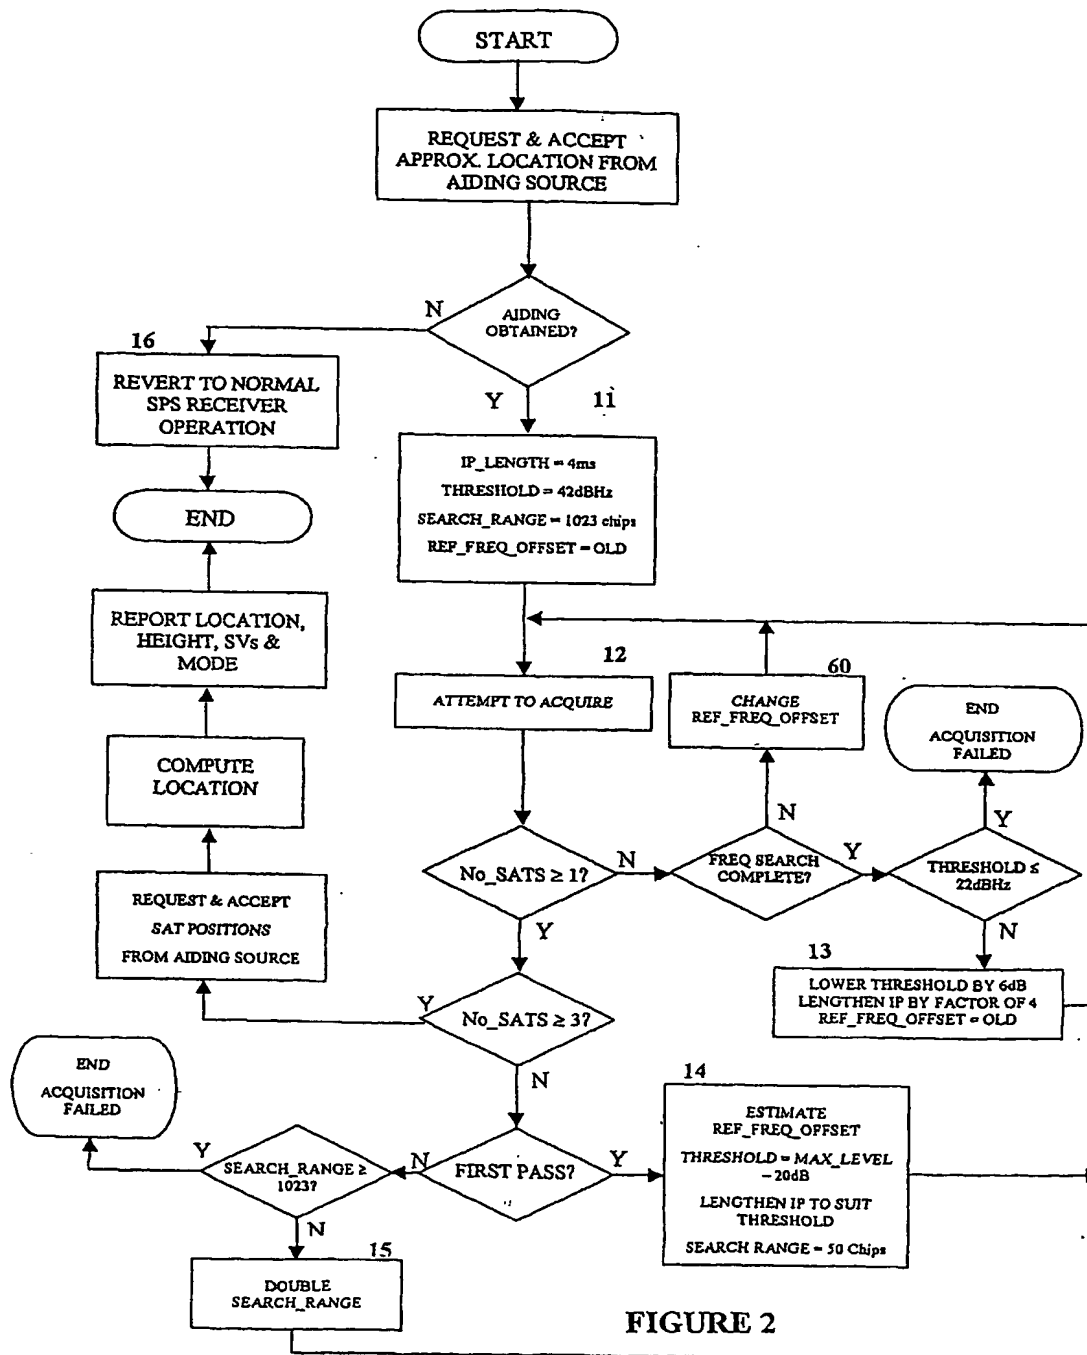 START
REQUEST & ACCEPT
APPROX. LOCATION FROM
AIDING SOURCE
N
AIDING
OBTAINED?
16
REVERT TO NORMAL
SPS RECEIVER
OPERATION
Y
11
IP_LENGTH = 4ms
THRESHOLD = 42dBHz
SEARCH_RANGE = 1023 chips
REF_FREQ_OFFSET = OLD
END
REPORT LOCATION,
HEIGHT, SVs &
MODE
12
ATTEMPT TO ACQUIRE
60
CHANGE
REF_FREQ_OFFSET
END
ACQUISITION
FAILED
COMPUTE
LOCATION
N
Y
No_SATS ≥ 1?
N
FREQ SEARCH
COMPLETE?
Y
THRESHOLD ≤
22dBHz
REQUEST & ACCEPT
SAT POSITIONS
FROM AIDING SOURCE
Y
N
13
LOWER THRESHOLD BY 6dB
LENGTHEN IP BY FACTOR OF 4
REF_FREQ_OFFSET = OLD
Y
No_SATS ≥ 3?
END
ACQUISITION
FAILED
N
14
ESTIMATE
REF_FREQ_OFFSET
THRESHOLD = MAX_LEVEL
- 20dB
LENGTHEN IP TO SUIT
THRESHOLD
SEARCH RANGE = 50 Chips
Y
SEARCH_RANGE ≥
1023?
N
FIRST PASS?
Y
N
15
DOUBLE
SEARCH_RANGE
FIGURE 2